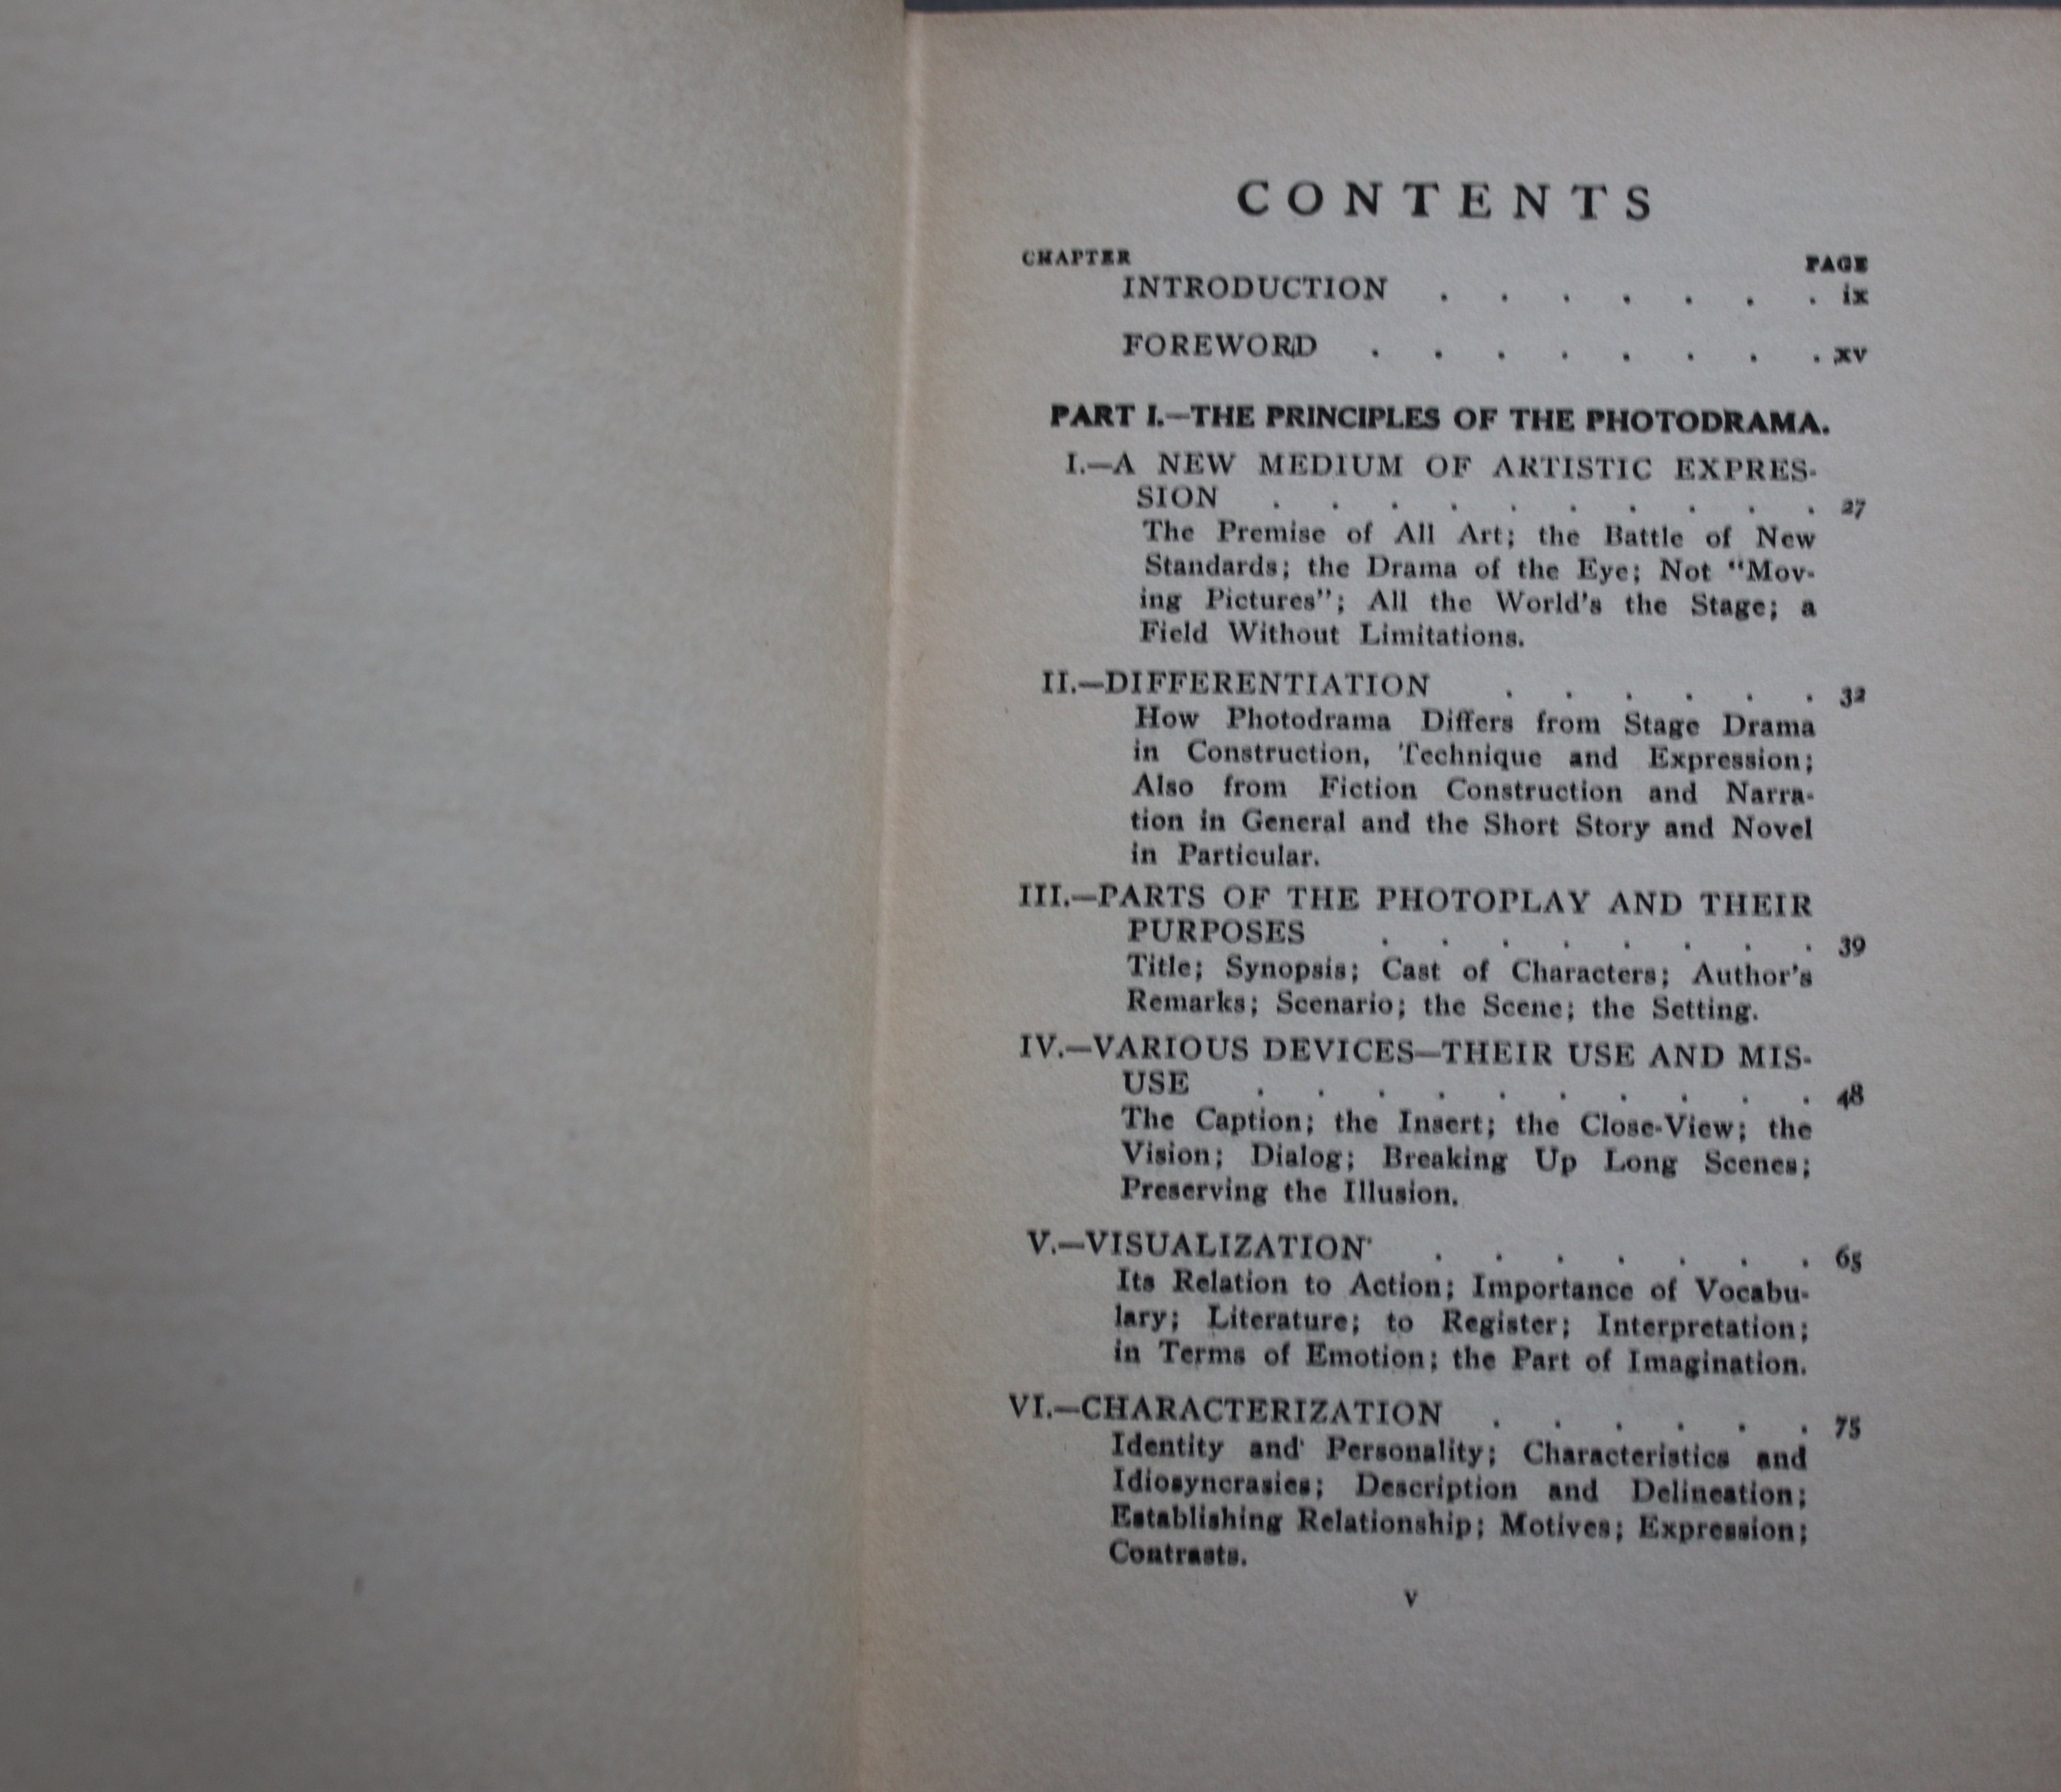 CONTENTS
CHAPTER PAGE
INTRODUCTION . . . . . . . ix
FOREWORD . . . . . . . . xv
PART I.—THE PRINCIPLES OF THE PHOTODRAMA.
I.—A NEW MEDIUM OF ARTISTIC EXPRES-
SION . . . . . . . . . . 27
The Premise of All Art; the Battle of New
Standards; the Drama of the Eye; Not "Mov-
ing Pictures"; All the World's the Stage; a
Field Without Limitations.
II.—DIFFERENTIATION . . . . . . 32
How Photodrama Differs from Stage Drama
in Construction, Technique and Expression;
Also from Fiction Construction and Narra-
tion in General and the Short Story and Novel
in Particular.
III.—PARTS OF THE PHOTOPLAY AND THEIR
PURPOSES . . . . . . . . 39
Title; Synopsis; Cast of Characters; Author's
Remarks; Scenario; the Scene; the Setting.
IV.—VARIOUS DEVICES—THEIR USE AND MIS-
USE . . . . . . . . . . 48
The Caption; the Insert; the Close-View; the
Vision; Dialog; Breaking Up Long Scenes;
Preserving the Illusion.
V.—VISUALIZATION . . . . . . . 65
Its Relation to Action; Importance of Vocabu-
lary; Literature; to Register; Interpretation;
in Terms of Emotion; the Part of Imagination.
VI.—CHARACTERIZATION . . . . . . 75
Identity and Personality; Characteristics and
Idiosyncrasies; Description and Delineation;
Establishing Relationship; Motives; Expression;
Contrasts.
v